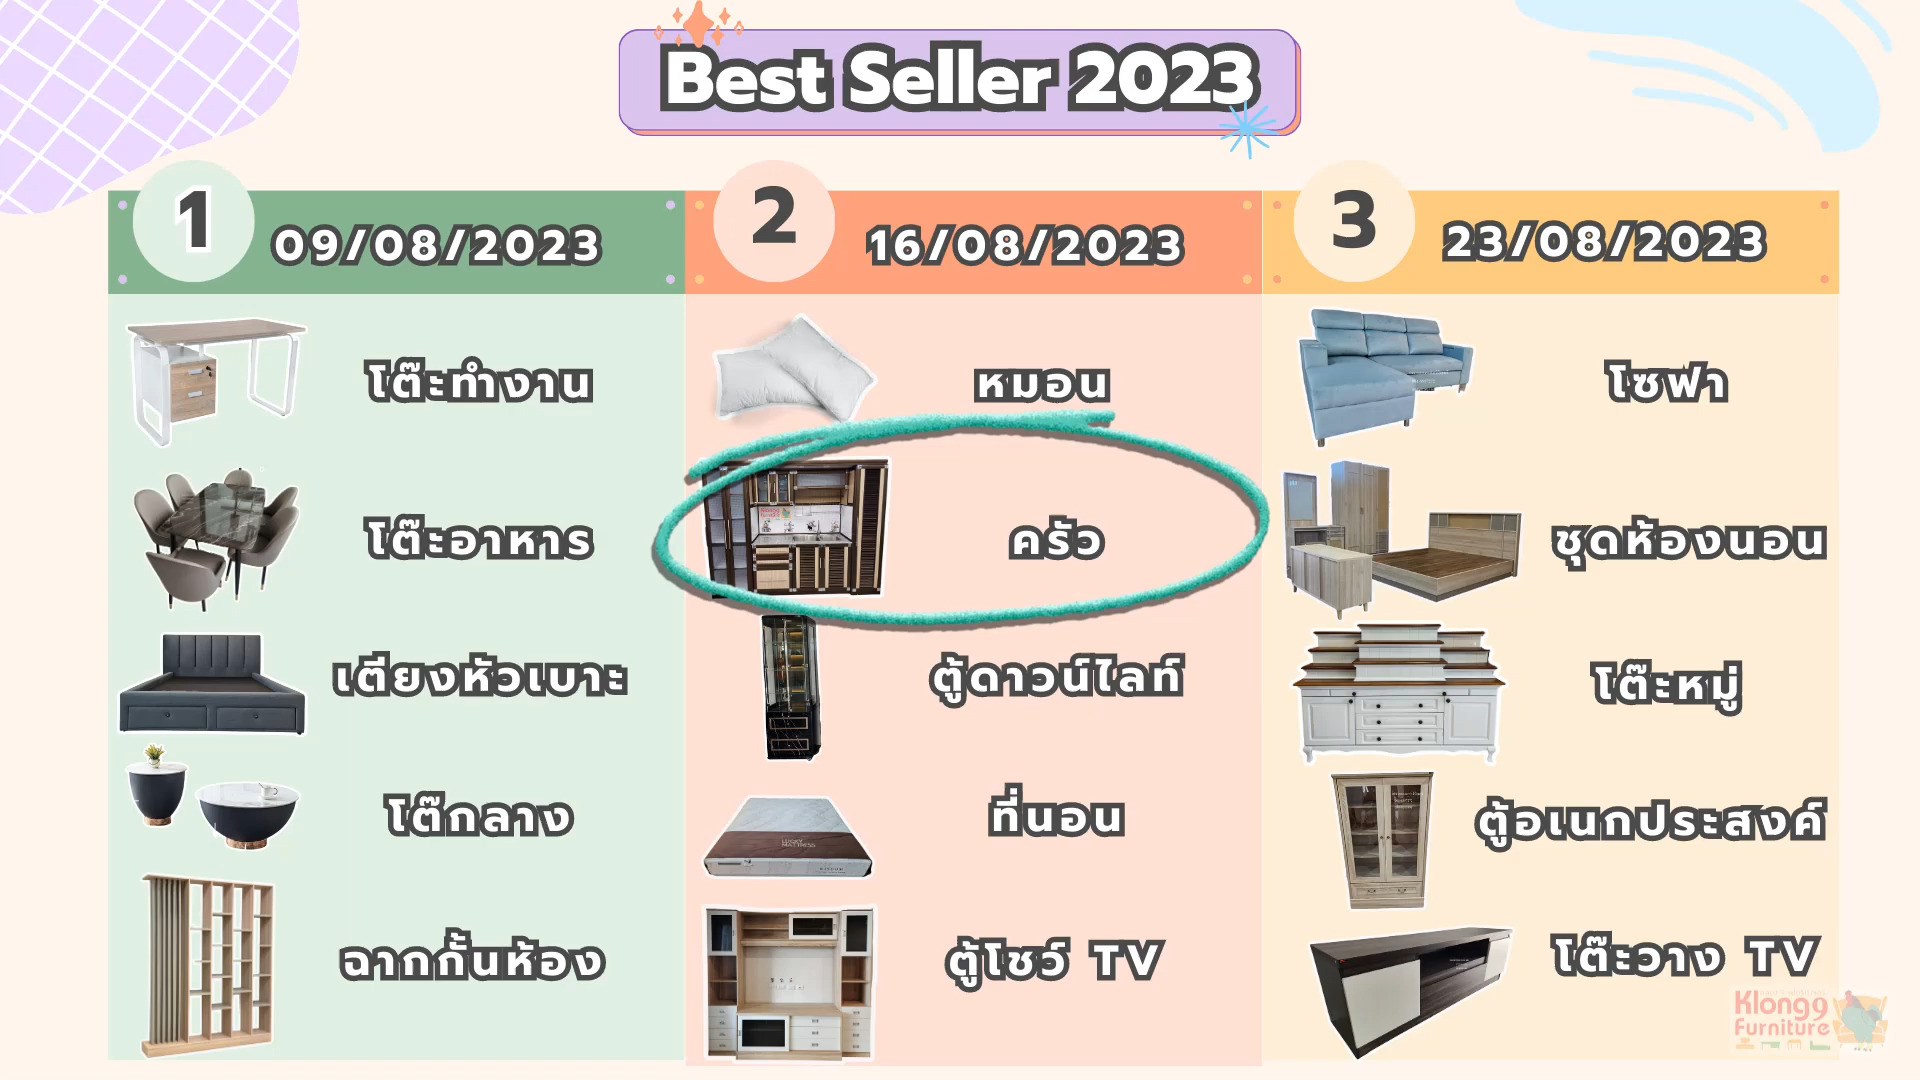 Best Seller 2023
1
09/08/2023
โต๊ะทำงาน
โต๊ะอาหาร
เตียงหัวเบาะ
โต๊กลาง
ฉากกั้นห้อง
2
16/08/2023
หมอน
ครัว
ตู้ดาวน์ไลท์
ที่นอน
ตู้โชว์ TV
3
23/08/2023
โซฟา
ชุดห้องนอน
โต๊ะหมู่
ตู้อเนกประสงค์
โต๊ะวาง TV
Klong9
Furniture